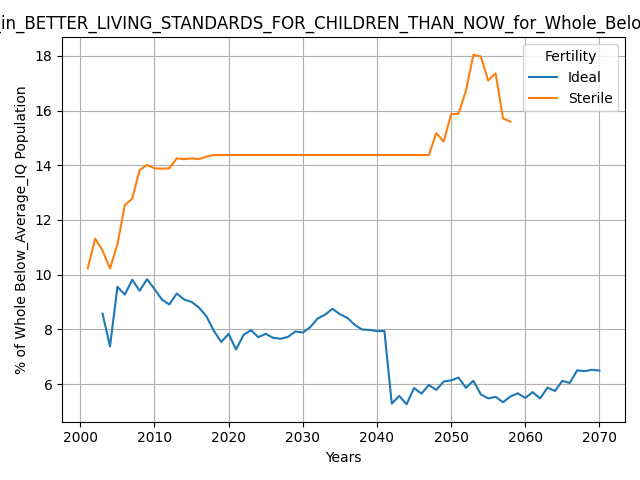 _in_BETTER_LIVING_STANDARDS_FOR_CHILDREN_THAN_NOW_for_Whole_Belo
% of Whole Below_Average_IQ Population
18
16
14
12
10
8
6
Fertility
Ideal
Sterile
2000 2010 2020 2030 2040 2050 2060 2070
Years